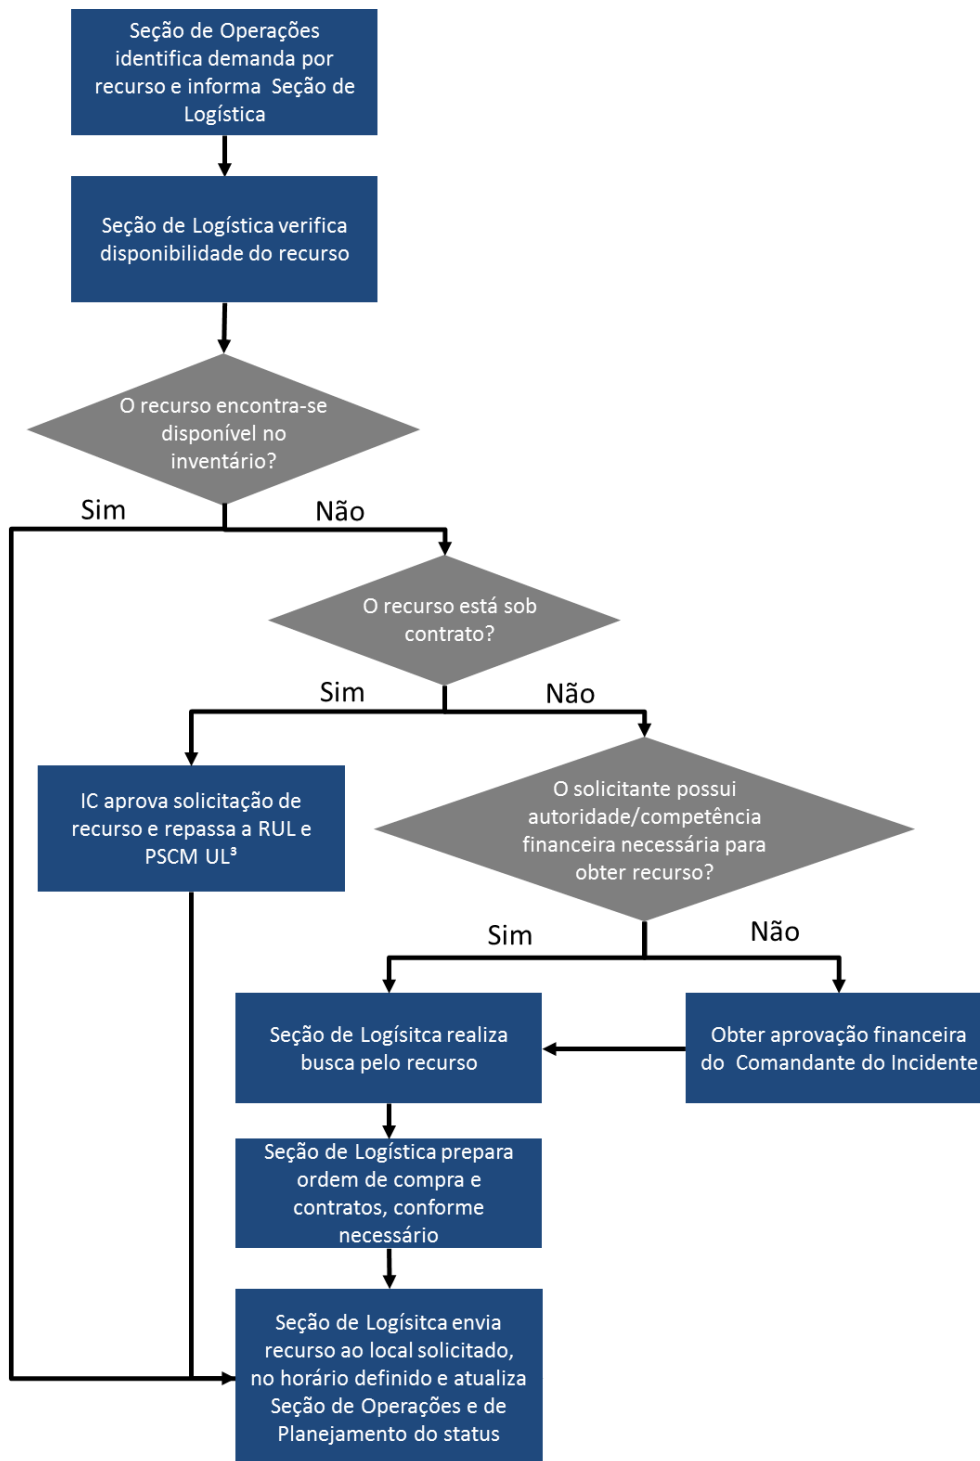 Seção de Operações
identifica demanda por
recurso e informa Seção de
Logística
Seção de Logística verifica
disponibilidade do recurso
O recurso encontra-se
disponível no
inventário?
Sim
Não
O recurso está sob
contrato?
Sim
Não
IC aprova solicitação de
recurso e repassa a RUL e
PSCM UL³
O solicitante possui
autoridade/competência
financeira necessária para
obter recurso?
Sim
Não
Seção de Logísitca realiza
busca pelo recurso
Obter aprovação financeira
do Comandante do Incidente
Seção de Logística prepara
ordem de compra e
contratos, conforme
necessário
Seção de Logísitca envia
recurso ao local solicitado,
no horário definido e atualiza
Seção de Operações e de
Planejamento do status